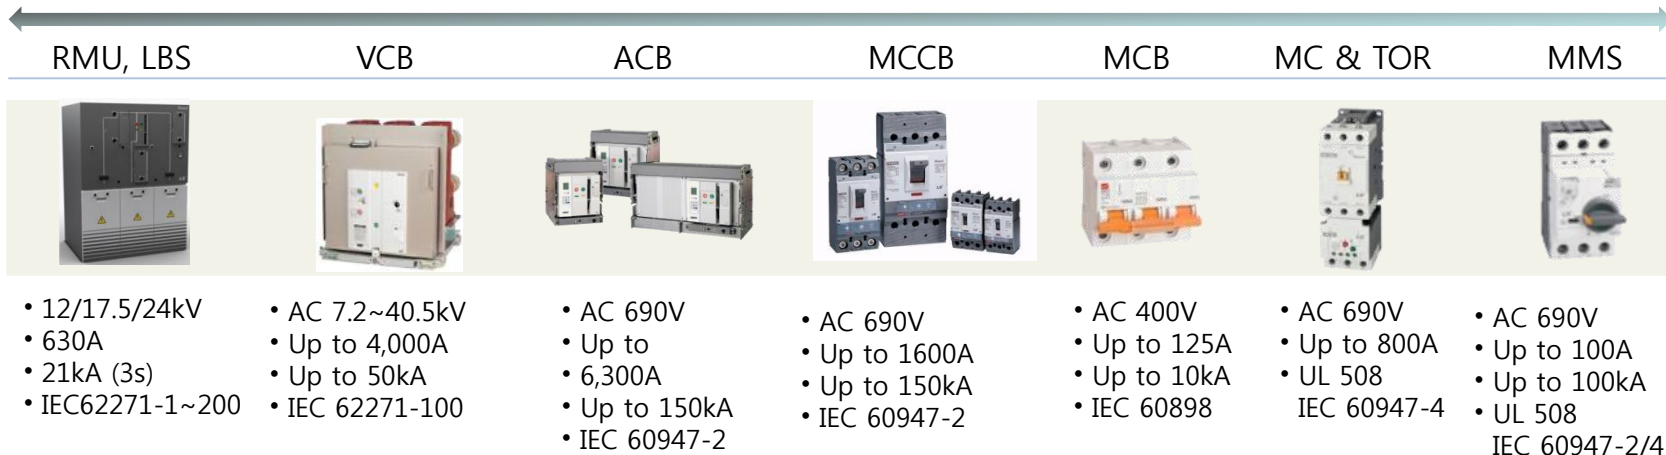 RMU, LBS
VCB
ACB
MCCB
MCB
MC & TOR
MMS
• 12/17.5/24kV
• 630A
• 21kA (3s)
• IEC62271-1~200
• AC 7.2~40.5kV
• Up to 4,000A
• Up to 50kA
• IEC 62271-100
• AC 690V
• Up to
• 6,300A
• Up to 150kA
• IEC 60947-2
• AC 690V
• Up to 1600A
• Up to 150kA
• IEC 60947-2
• AC 400V
• Up to 125A
• Up to 10kA
• IEC 60898
• AC 690V
• Up to 800A
• UL 508
IEC 60947-4
• AC 690V
• Up to 100A
• Up to 100kA
• UL 508
IEC 60947-2/4